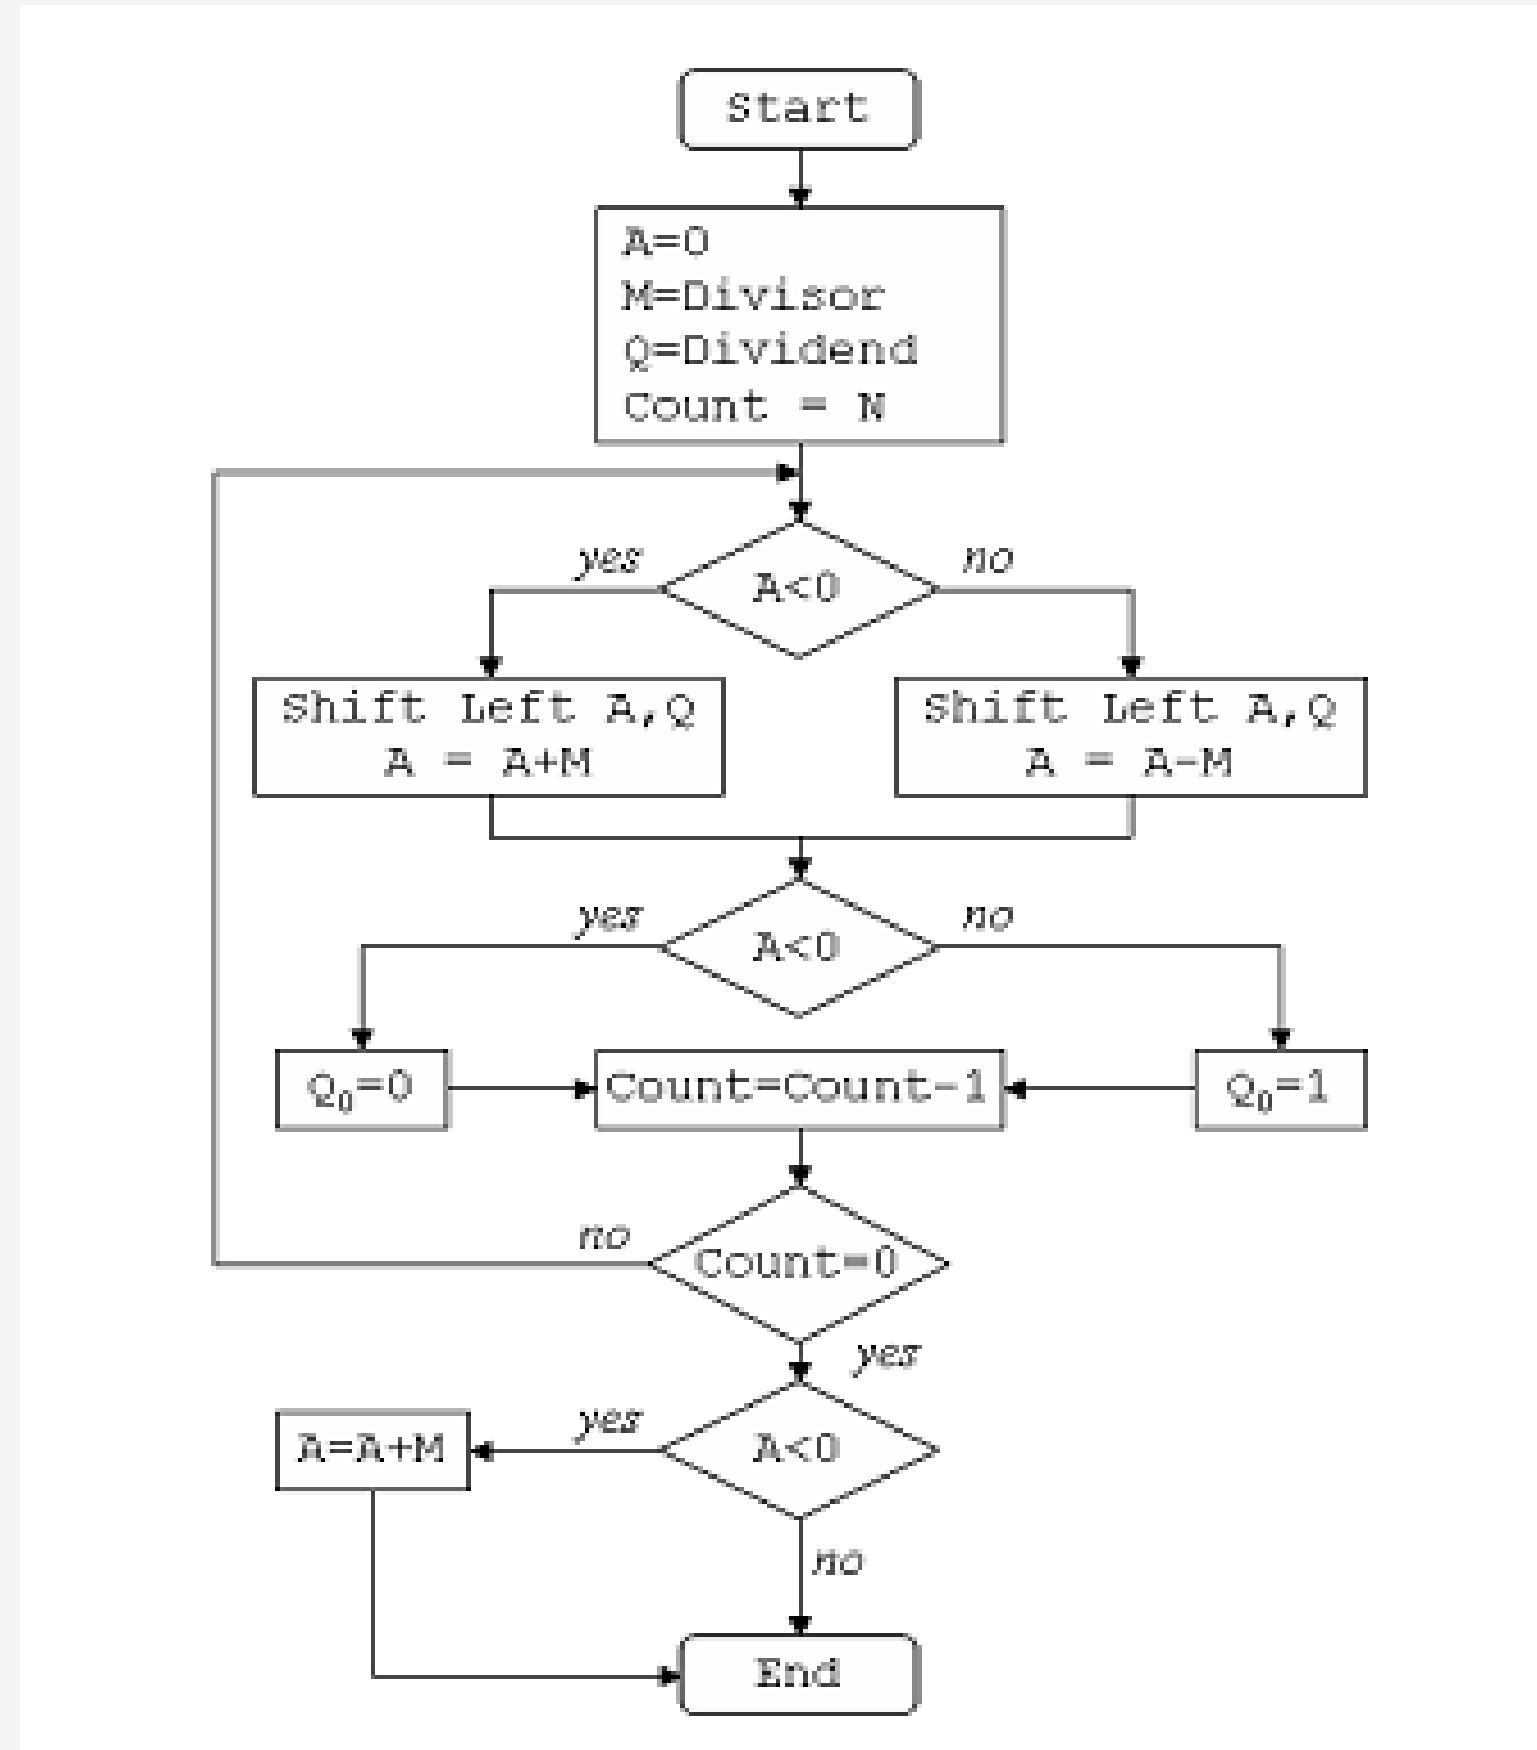 Start
A=0
M=Divisor
Q=Dividend
Count = N
A<0
yes
no
Shift Left A,Q
A = A+M
Shift Left A,Q
A = A-M
A<0
yes
no
Q₀=0
Count=Count-1
Q₀=1
Count=0
no
yes
A<0
yes
A=A+M
no
End